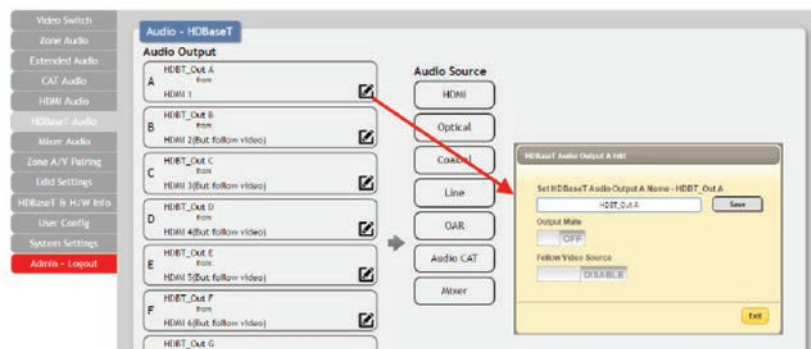 Video Switch
Zone Audio
Extended Audio
CAT Audio
HDMI Audio
HDBaseT Audio
Mixer Audio
Zone A/V Pairing
Edid Settings
HDBaseT & H/W Info
User Config
System Settings
Admin - Logout
Audio - HDBaseT
Audio Output
HDBT_Out A
A
from
HDMI 1
HDBT_Out B
B
from
HDMI 2(But follow video)
HDBT_Out C
C
from
HDMI 3(But follow video)
HDBT_Out D
D
from
HDMI 4(But follow video)
HDBT_Out E
E
from
HDMI 5(But follow video)
HDBT_Out F
F
from
HDMI 6(But follow video)
HDBT_Out G
Audio Source
HDMI
Optical
Coaxial
Line
OAR
Audio CAT
Mixer
HDBaseT Audio Output A Edit
Set HDBaseT Audio Output A Name - HDBT_Out A
HDBT_Out A
Save
Output Mute
OFF
Follow Video Source
DISABLE
Exit